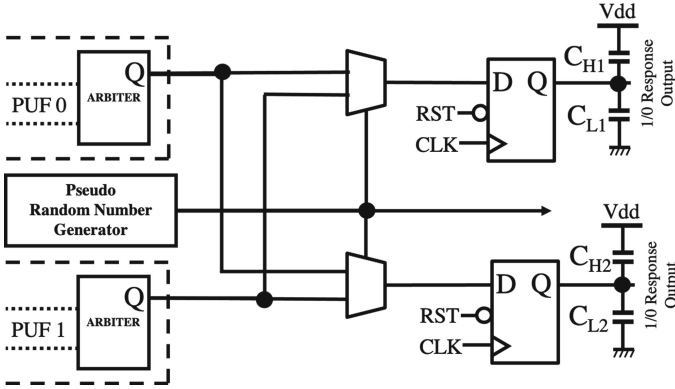 Vdd
Q
PUF 0
ARBITER
D Q
RST
CLK
CH1
CL1
1/0 Response
Output
Pseudo
Random Number
Generator
Vdd
Q
PUF 1
ARBITER
D Q
RST
CLK
CH2
CL2
1/0 Response
Output